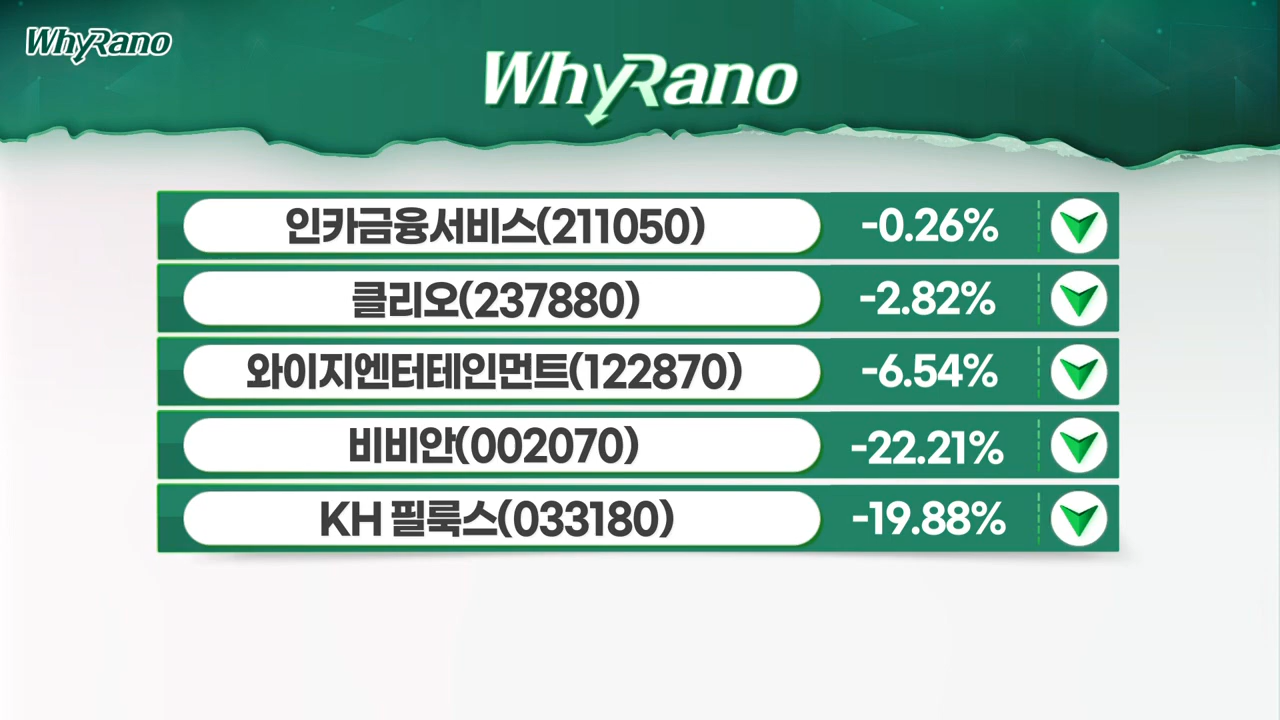 WhyRano
WhyRano
인카금융서비스(211050) -0.26%
클리오(237880) -2.82%
와이지엔터테인먼트(122870) -6.54%
비비안(002070) -22.21%
KH 필룩스(033180) -19.88%